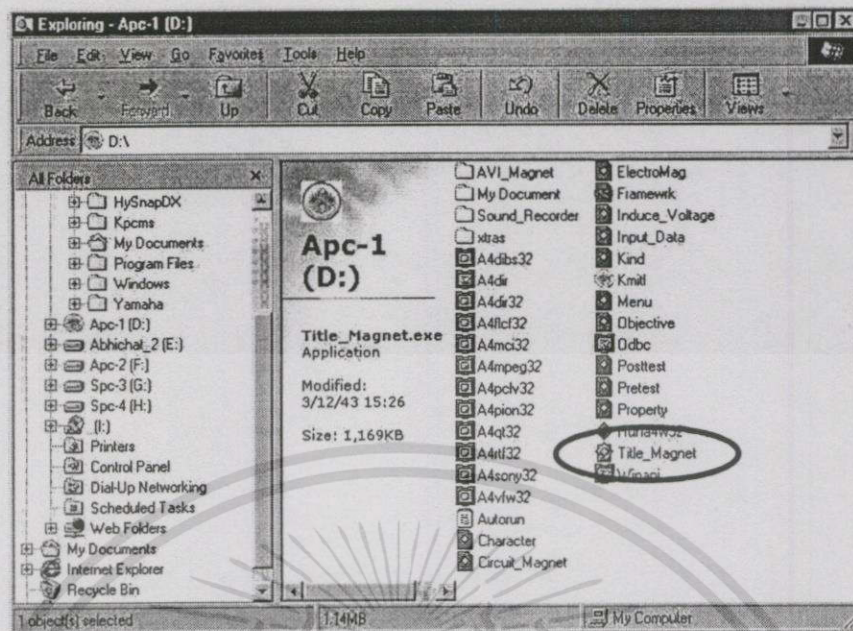 Exploring - Apc-1 (D:)
File Edit View Go Favorites Tools Help
Back Forward Up Cut Copy Paste Undo Delete Properties Views
Address D:\
All Folders
HySnapDX
Kpcms
My Documents
Program Files
Windows
Yamaha
Apc-1 (D:)
Abhichat_2 (E:)
Apc-2 (F:)
Spc-3 (G:)
Spc-4 (H:)
(I:)
Printers
Control Panel
Dial-Up Networking
Scheduled Tasks
Web Folders
My Documents
Internet Explorer
Recycle Bin
Apc-1
(D:)
Title_Magnet.exe
Application
Modified:
3/12/43 15:26
Size: 1,169KB
AVI_Magnet
My Document
Sound_Recorder
xtras
A4dibs32
A4dir
A4dir32
A4flcf32
A4mci32
A4mpeg32
A4pclv32
A4pion32
A4qt32
A4rtl32
A4sony32
A4vfw32
Autorun
Character
Circuit_Magnet
ElectroMag
Framewrk
Induce_Voltage
Input_Data
Kind
Kmitl
Menu
Objective
Odbc
Posttest
Pretest
Property
Title_Magnet
Winapi
1 object(s) selected 1.14MB My Computer